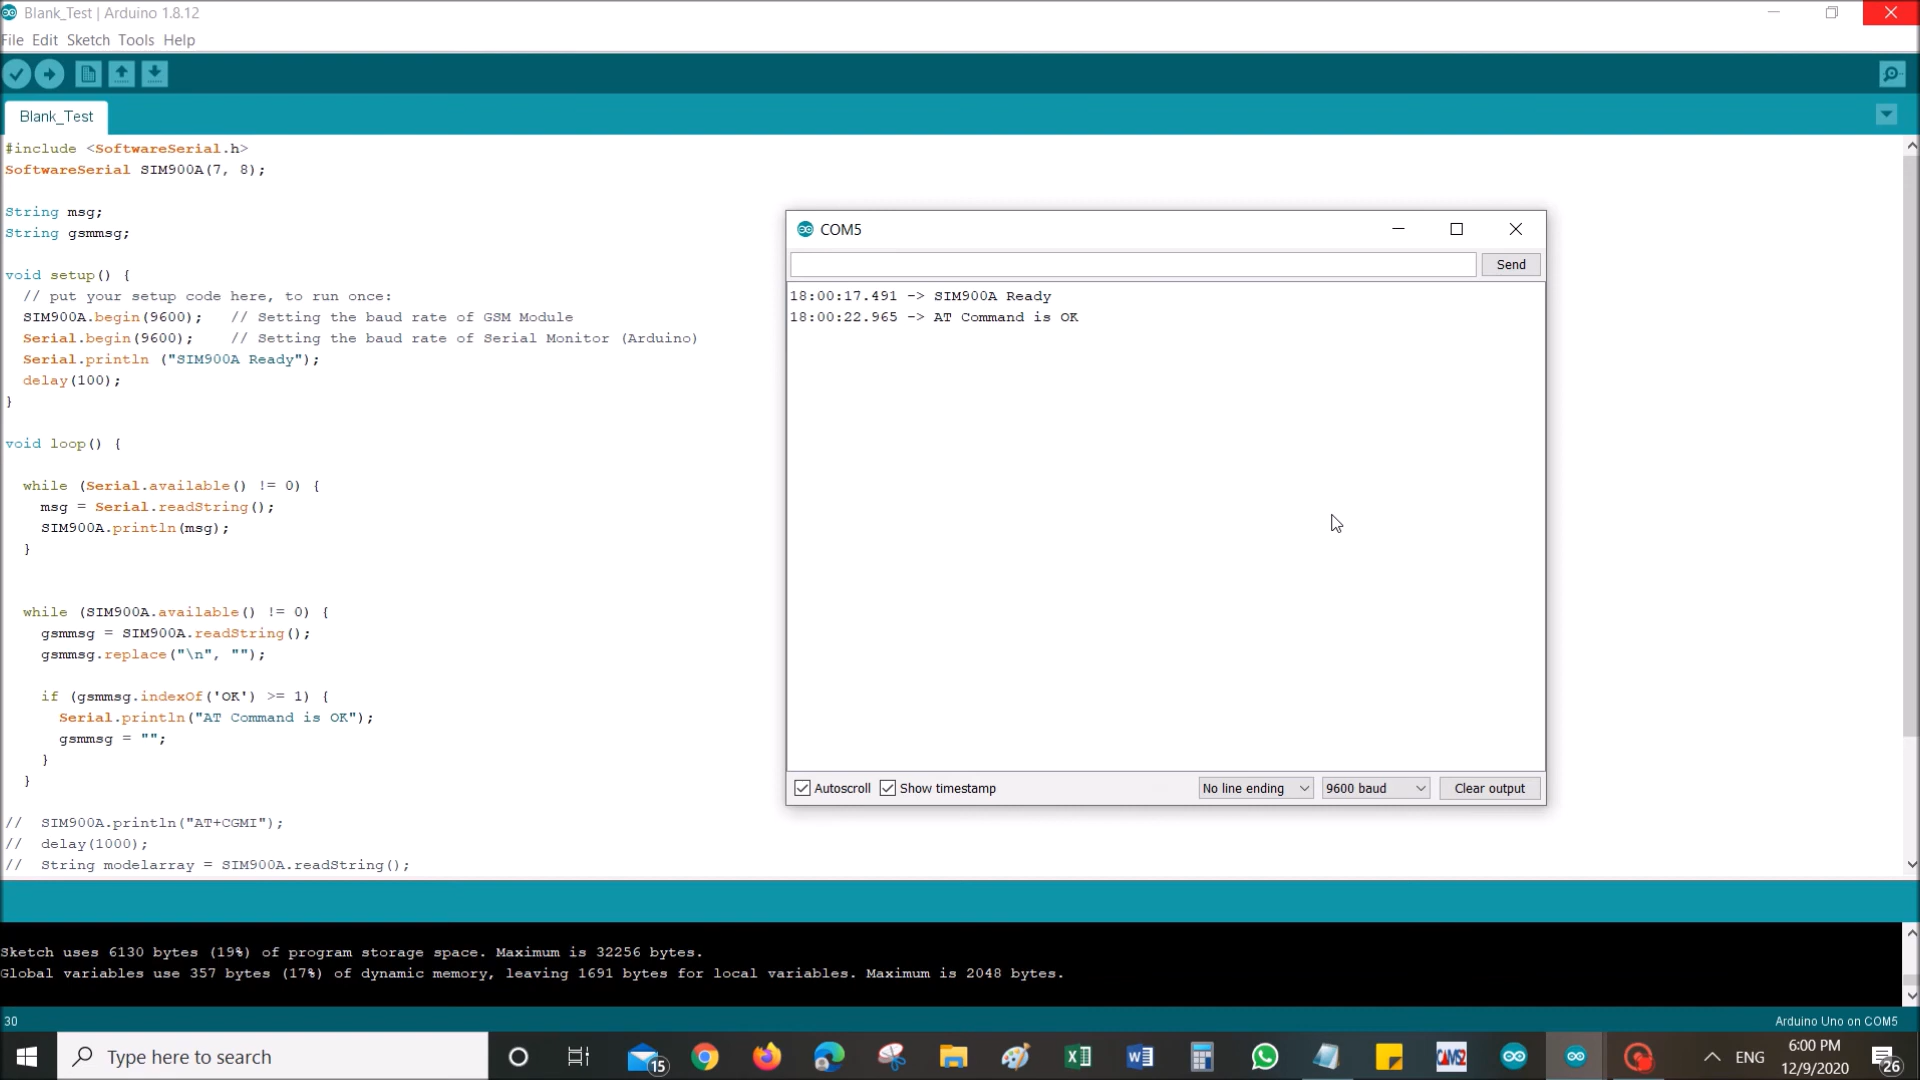 Blank_Test | Arduino 1.8.12
File Edit Sketch Tools Help
Blank_Test
#include <SoftwareSerial.h>
SoftwareSerial SIM900A(7, 8);
String msg;
String gsmmsg;
void setup() {
// put your setup code here, to run once:
SIM900A.begin(9600);   // Setting the baud rate of GSM Module
Serial.begin(9600);    // Setting the baud rate of Serial Monitor (Arduino)
Serial.println ("SIM900A Ready");
delay(100);
}
void loop() {
while (Serial.available() != 0) {
msg = Serial.readString();
SIM900A.println(msg);
}
while (SIM900A.available() != 0) {
gsmmsg = SIM900A.readString();
gsmmsg.replace("\n", "");
if (gsmmsg.indexOf('OK') >= 1) {
Serial.println("AT Command is OK");
gsmmsg = "";
}
}
//  SIM900A.println("AT+CGMI");
//  delay(1000);
//  String modelarray = SIM900A.readString();
COM5
Send
18:00:17.491 -> SIM900A Ready
18:00:22.965 -> AT Command is OK
Autoscroll Show timestamp No line ending 9600 baud Clear output
Sketch uses 6130 bytes (19%) of program storage space. Maximum is 32256 bytes.
Global variables use 357 bytes (17%) of dynamic memory, leaving 1691 bytes for local variables. Maximum is 2048 bytes.
30
Arduino Uno on COM5
Type here to search
15
CAMS2
ENG
6:00 PM
12/9/2020
26